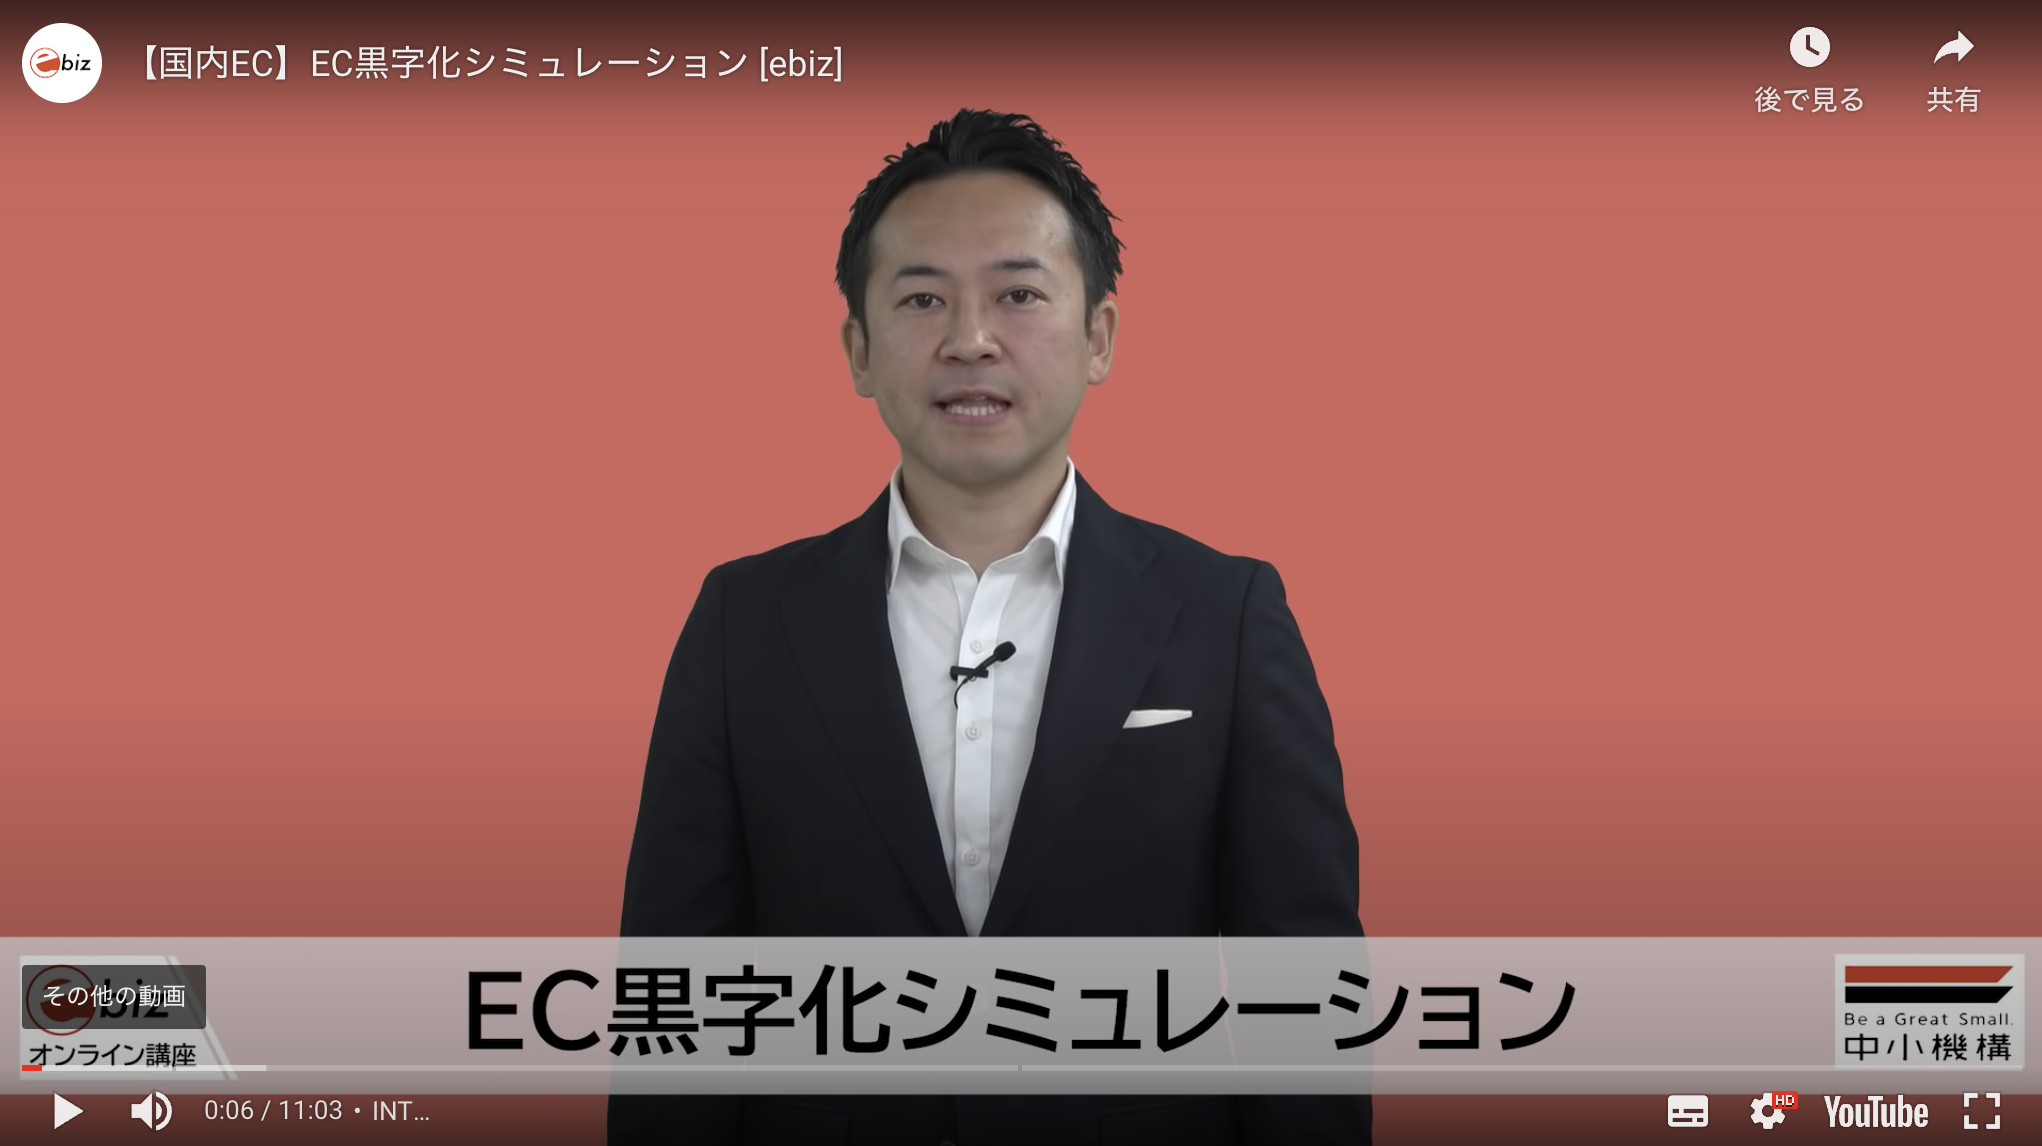 biz
【国内EC】EC黒字化シミュレーション [ebiz]
後で見る
共有
その他の動画
biz
オンライン講座
EC黒字化シミュレーション
Be a Great Small.
中小機構
0:06 / 11:03 • INT...
HD
YouTube